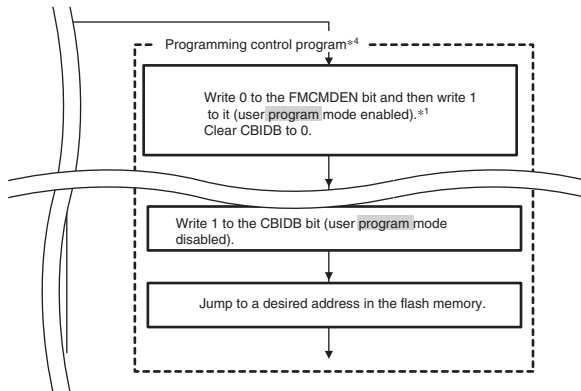 Programming control program*4
Write 0 to the FMCMDEN bit and then write 1
to it (user program mode enabled).*1
Clear CBIDB to 0.
Write 1 to the CBIDB bit (user program mode
disabled).
Jump to a desired address in the flash memory.